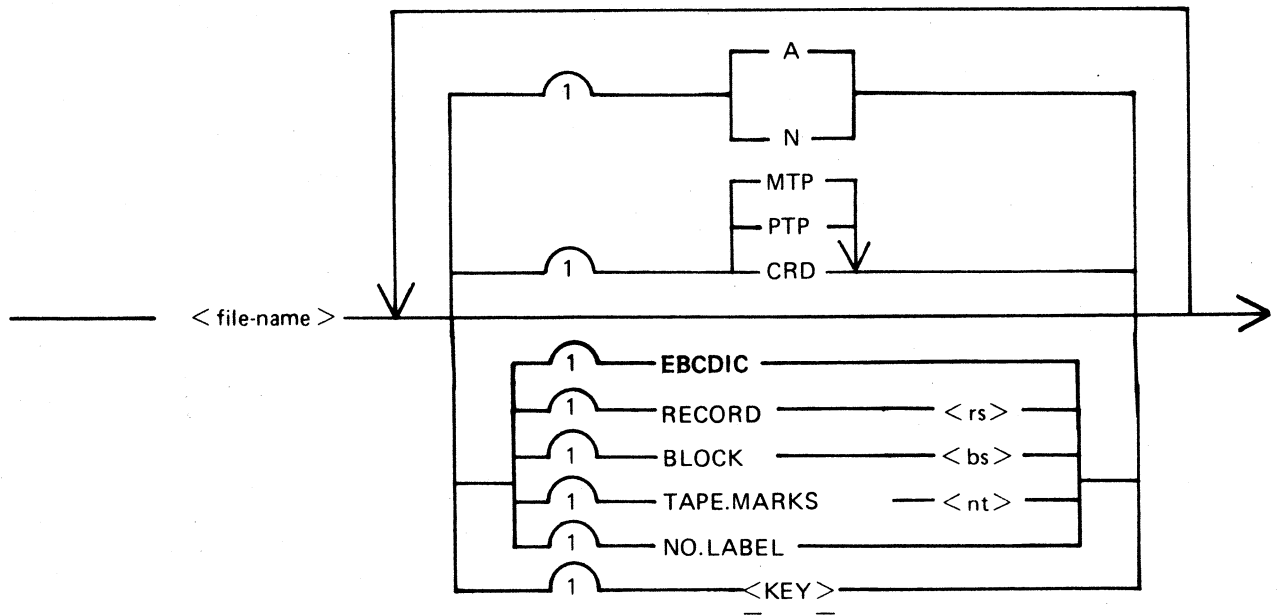 1 A
N
MTP
PTP
1 CRD
< file-name >
1 EBCDIC
1 RECORD < rs >
1 BLOCK < bs >
1 TAPE.MARKS < nt >
1 NO.LABEL
1 < KEY >